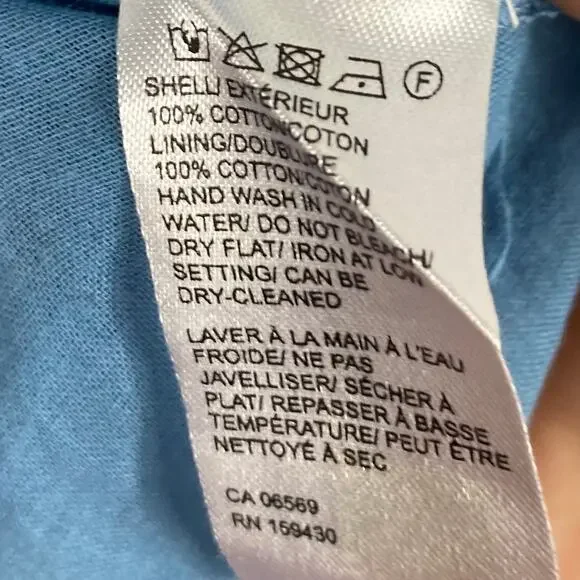 F
SHELL/ EXTÉRIEUR
100% COTTON/COTON
LINING/DOUBLURE
100% COTTON/COTON
HAND WASH IN COLD
WATER/ DO NOT BLEACH/
DRY FLAT/ IRON AT LOW
SETTING/ CAN BE
DRY-CLEANED
LAVER À LA MAIN À L'EAU
FROIDE/ NE PAS
JAVELLISER/ SÉCHER À
PLAT/ REPASSER À BASSE
TEMPÉRATURE/ PEUT ÊTRE
NETTOYÉ À SEC
CA 06569
RN 159430